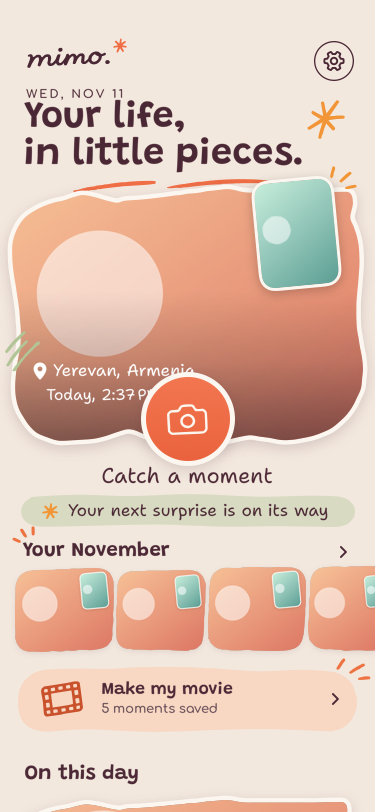 mimo.
WED, NOV 11
Your life,
in little pieces.
Yerevan, Armenia
Today, 2:37 P
Catch a moment
Your next surprise is on its way
Your November
Make my movie
5 moments saved
On this day